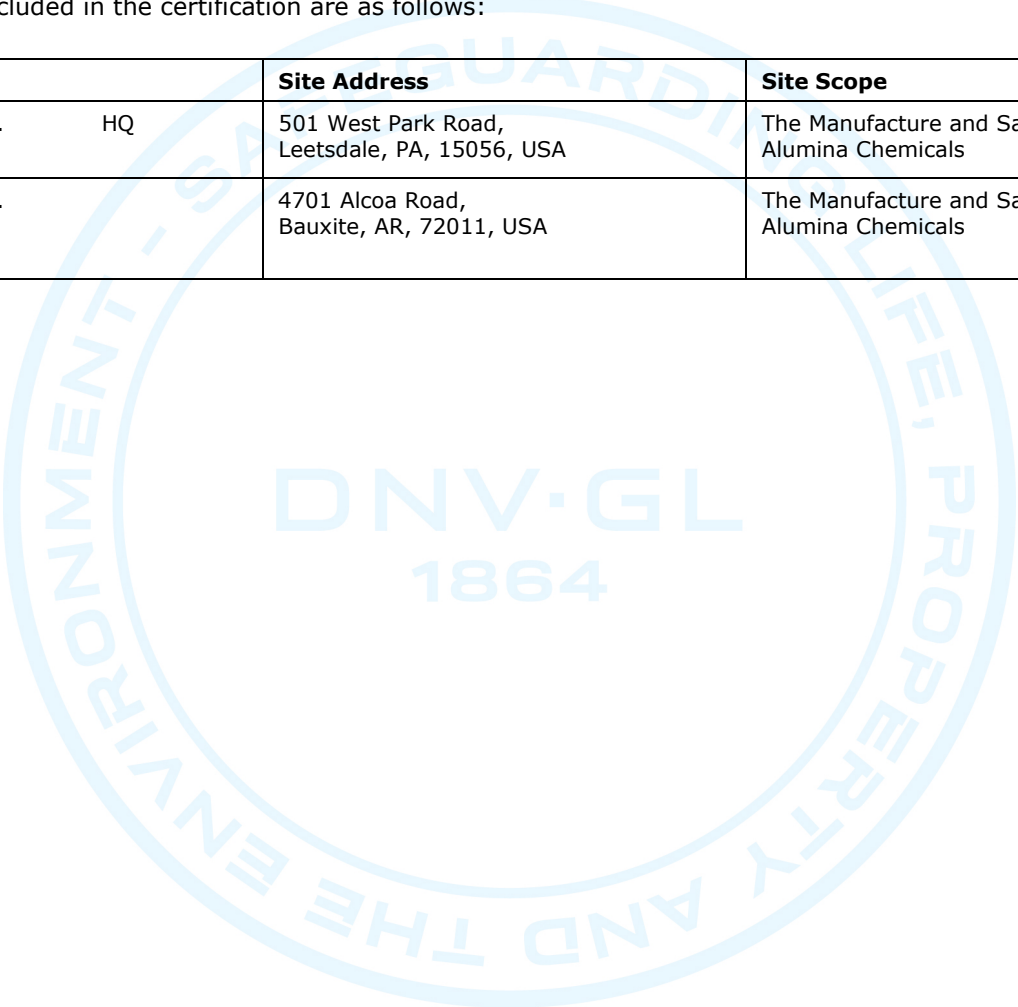 cluded in the certification are as follows:
Site Address
Site Scope
. HQ
501 West Park Road,
Leetsdale, PA, 15056, USA
The Manufacture and Sa
Alumina Chemicals
.
4701 Alcoa Road,
Bauxite, AR, 72011, USA
The Manufacture and Sa
Alumina Chemicals
SAFEGUARDING LIFE, PROPERTY AND THE ENVIRONMENT -
DNV·GL
1864